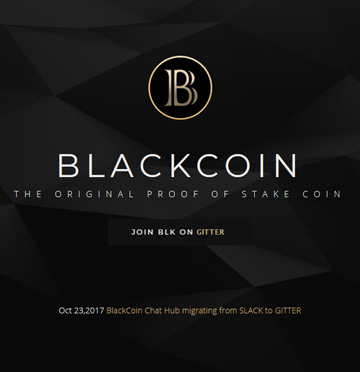 B
BLACKCOIN
THE ORIGINAL PROOF OF STAKE COIN
JOIN BLK ON GITTER
Oct 23,2017 BlackCoin Chat Hub migrating from SLACK to GITTER